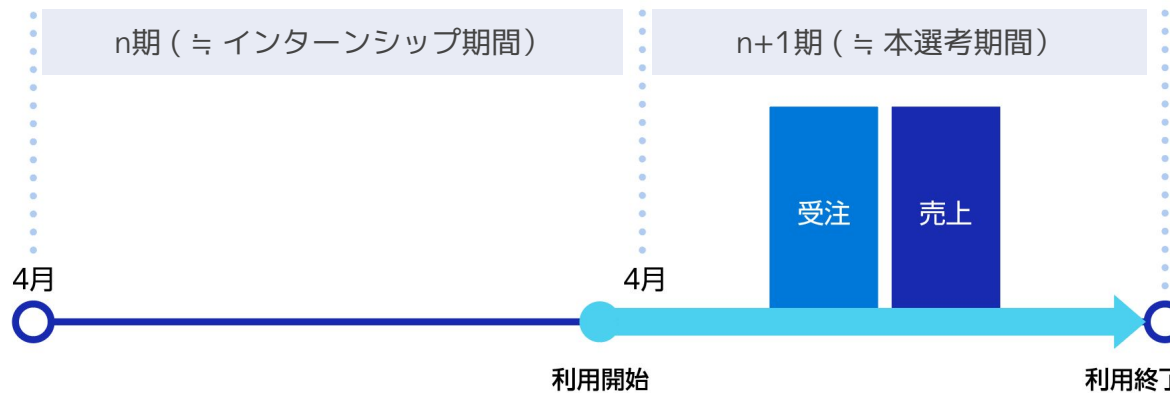 n期 ( ≒ インターンシップ期間）
n+1期 ( ≒ 本選考期間）
受注
売上
4月
4月
利用開始
利用終了